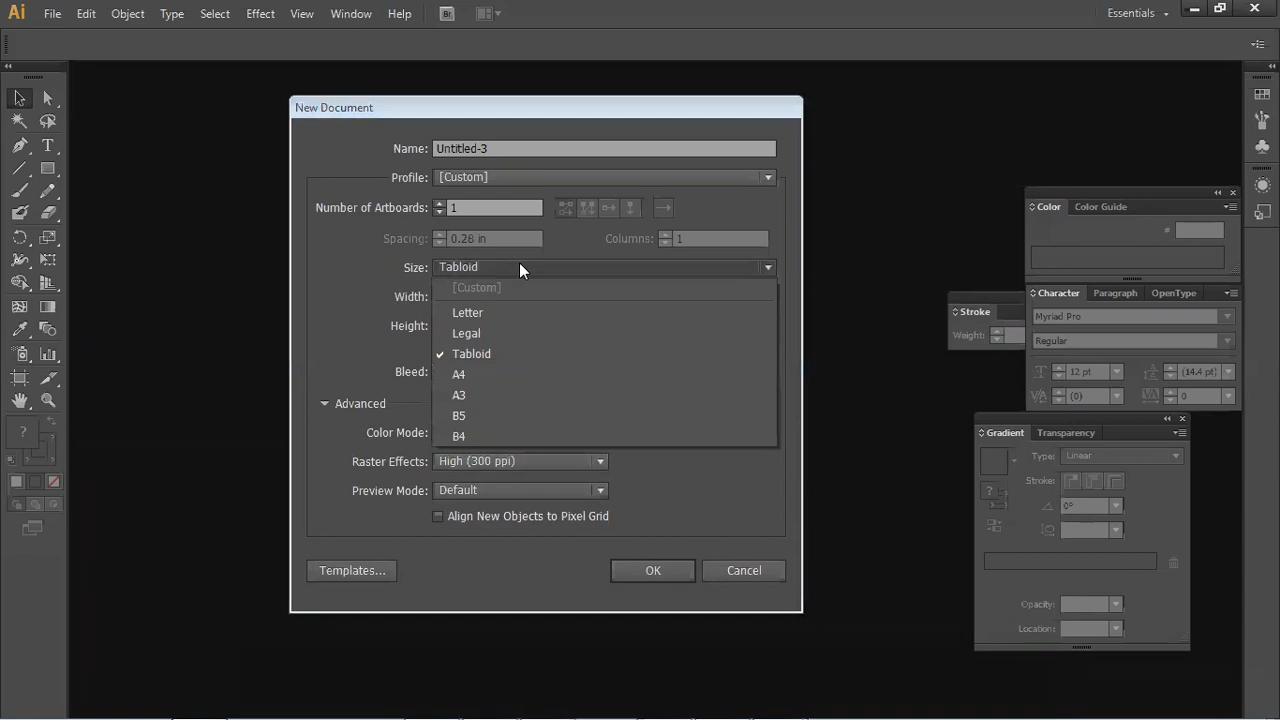 Ai File Edit Object Type Select Effect View Window Help Br Essentials
New Document
Name: Untitled-3
Profile: [Custom]
Number of Artboards: 1
Spacing: 0.28 in Columns: 1
Size: Tabloid
[Custom]
Width:
Letter
Height:
Legal
Tabloid
Bleed:
A4
A3
Advanced
B5
Color Mode:
B4
Raster Effects: High (300 ppi)
Preview Mode: Default
Align New Objects to Pixel Grid
Templates... OK Cancel
Color Color Guide
#
Stroke
Weight:
Character Paragraph OpenType
Myriad Pro
Regular
12 pt (14.4 pt)
(0) 0
Gradient Transparency
Type: Linear
Stroke:
0°
Opacity:
Location:
?
?